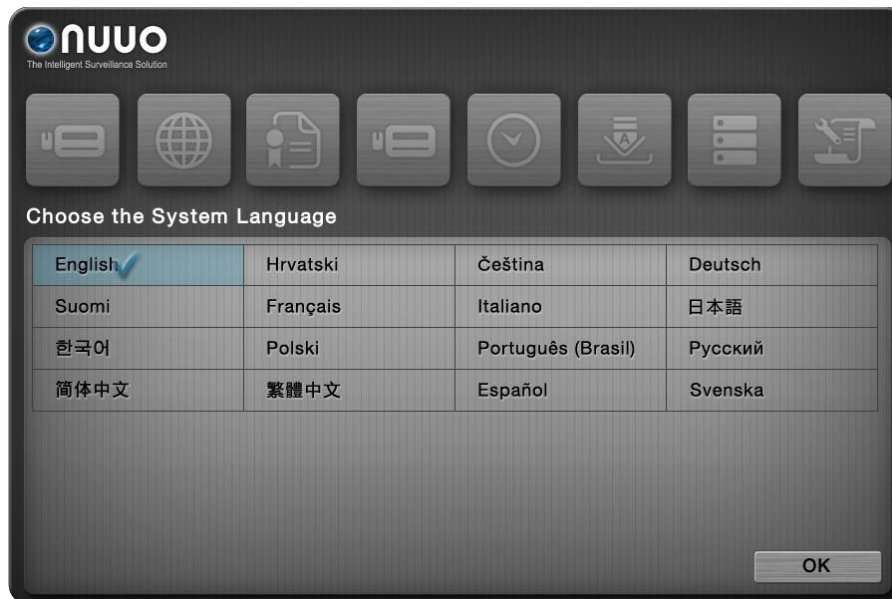 nuuo
The Intelligent Surveillance Solution
A
Choose the System Language
English Hrvatski Čeština Deutsch
Suomi Français Italiano 日本語
한국어 Polski Português (Brasil) Русский
简体中文 繁體中文 Español Svenska
OK